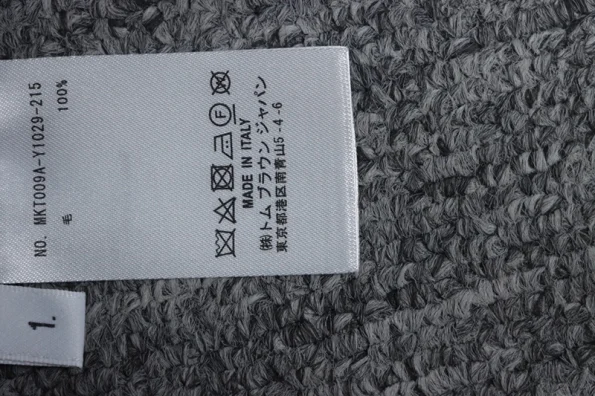 NO. MKT009A-Y1029-215
毛 100%
MADE IN ITALY
㈱トム ブラウン ジャパン
東京都港区南青山5-4-6
1.